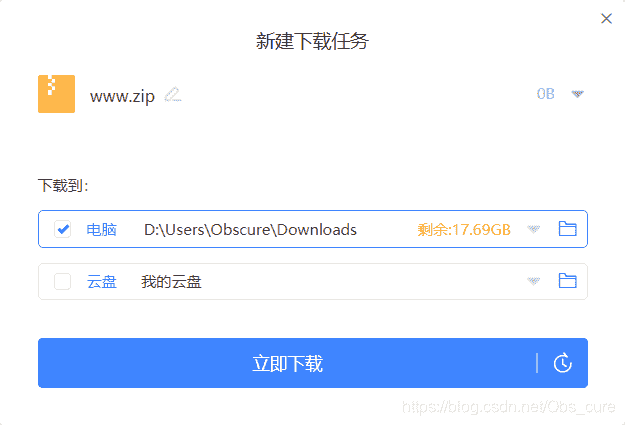 新建下载任务
www.zip 0B
下载到:
电脑 D:\Users\Obscure\Downloads 剩余:17.69GB
云盘 我的云盘
立即下载
https://blog.csdn.net/Obs_cure